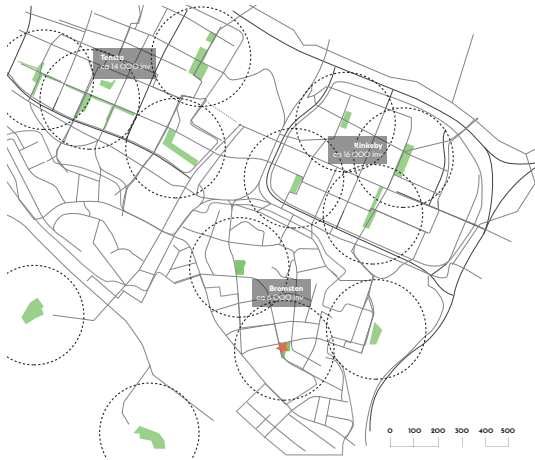 Tensta
ca 14 000 inv
Rinkeby
ca 16 000 inv
Bromsten
ca 6 000 inv
0 100 200 300 400 500